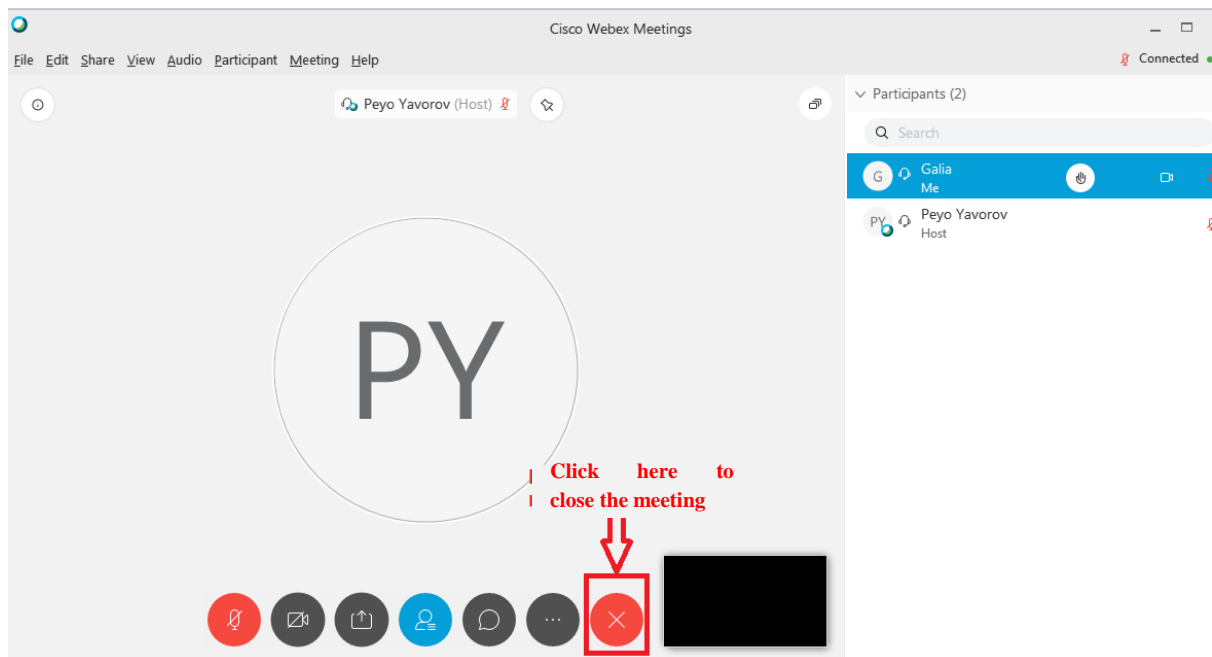 Cisco Webex Meetings
File Edit Share View Audio Participant Meeting Help
Connected
Peyo Yavorov (Host)
Participants (2)
Search
G Galia
Me
PY Peyo Yavorov
Host
PY
Click here to
close the meeting